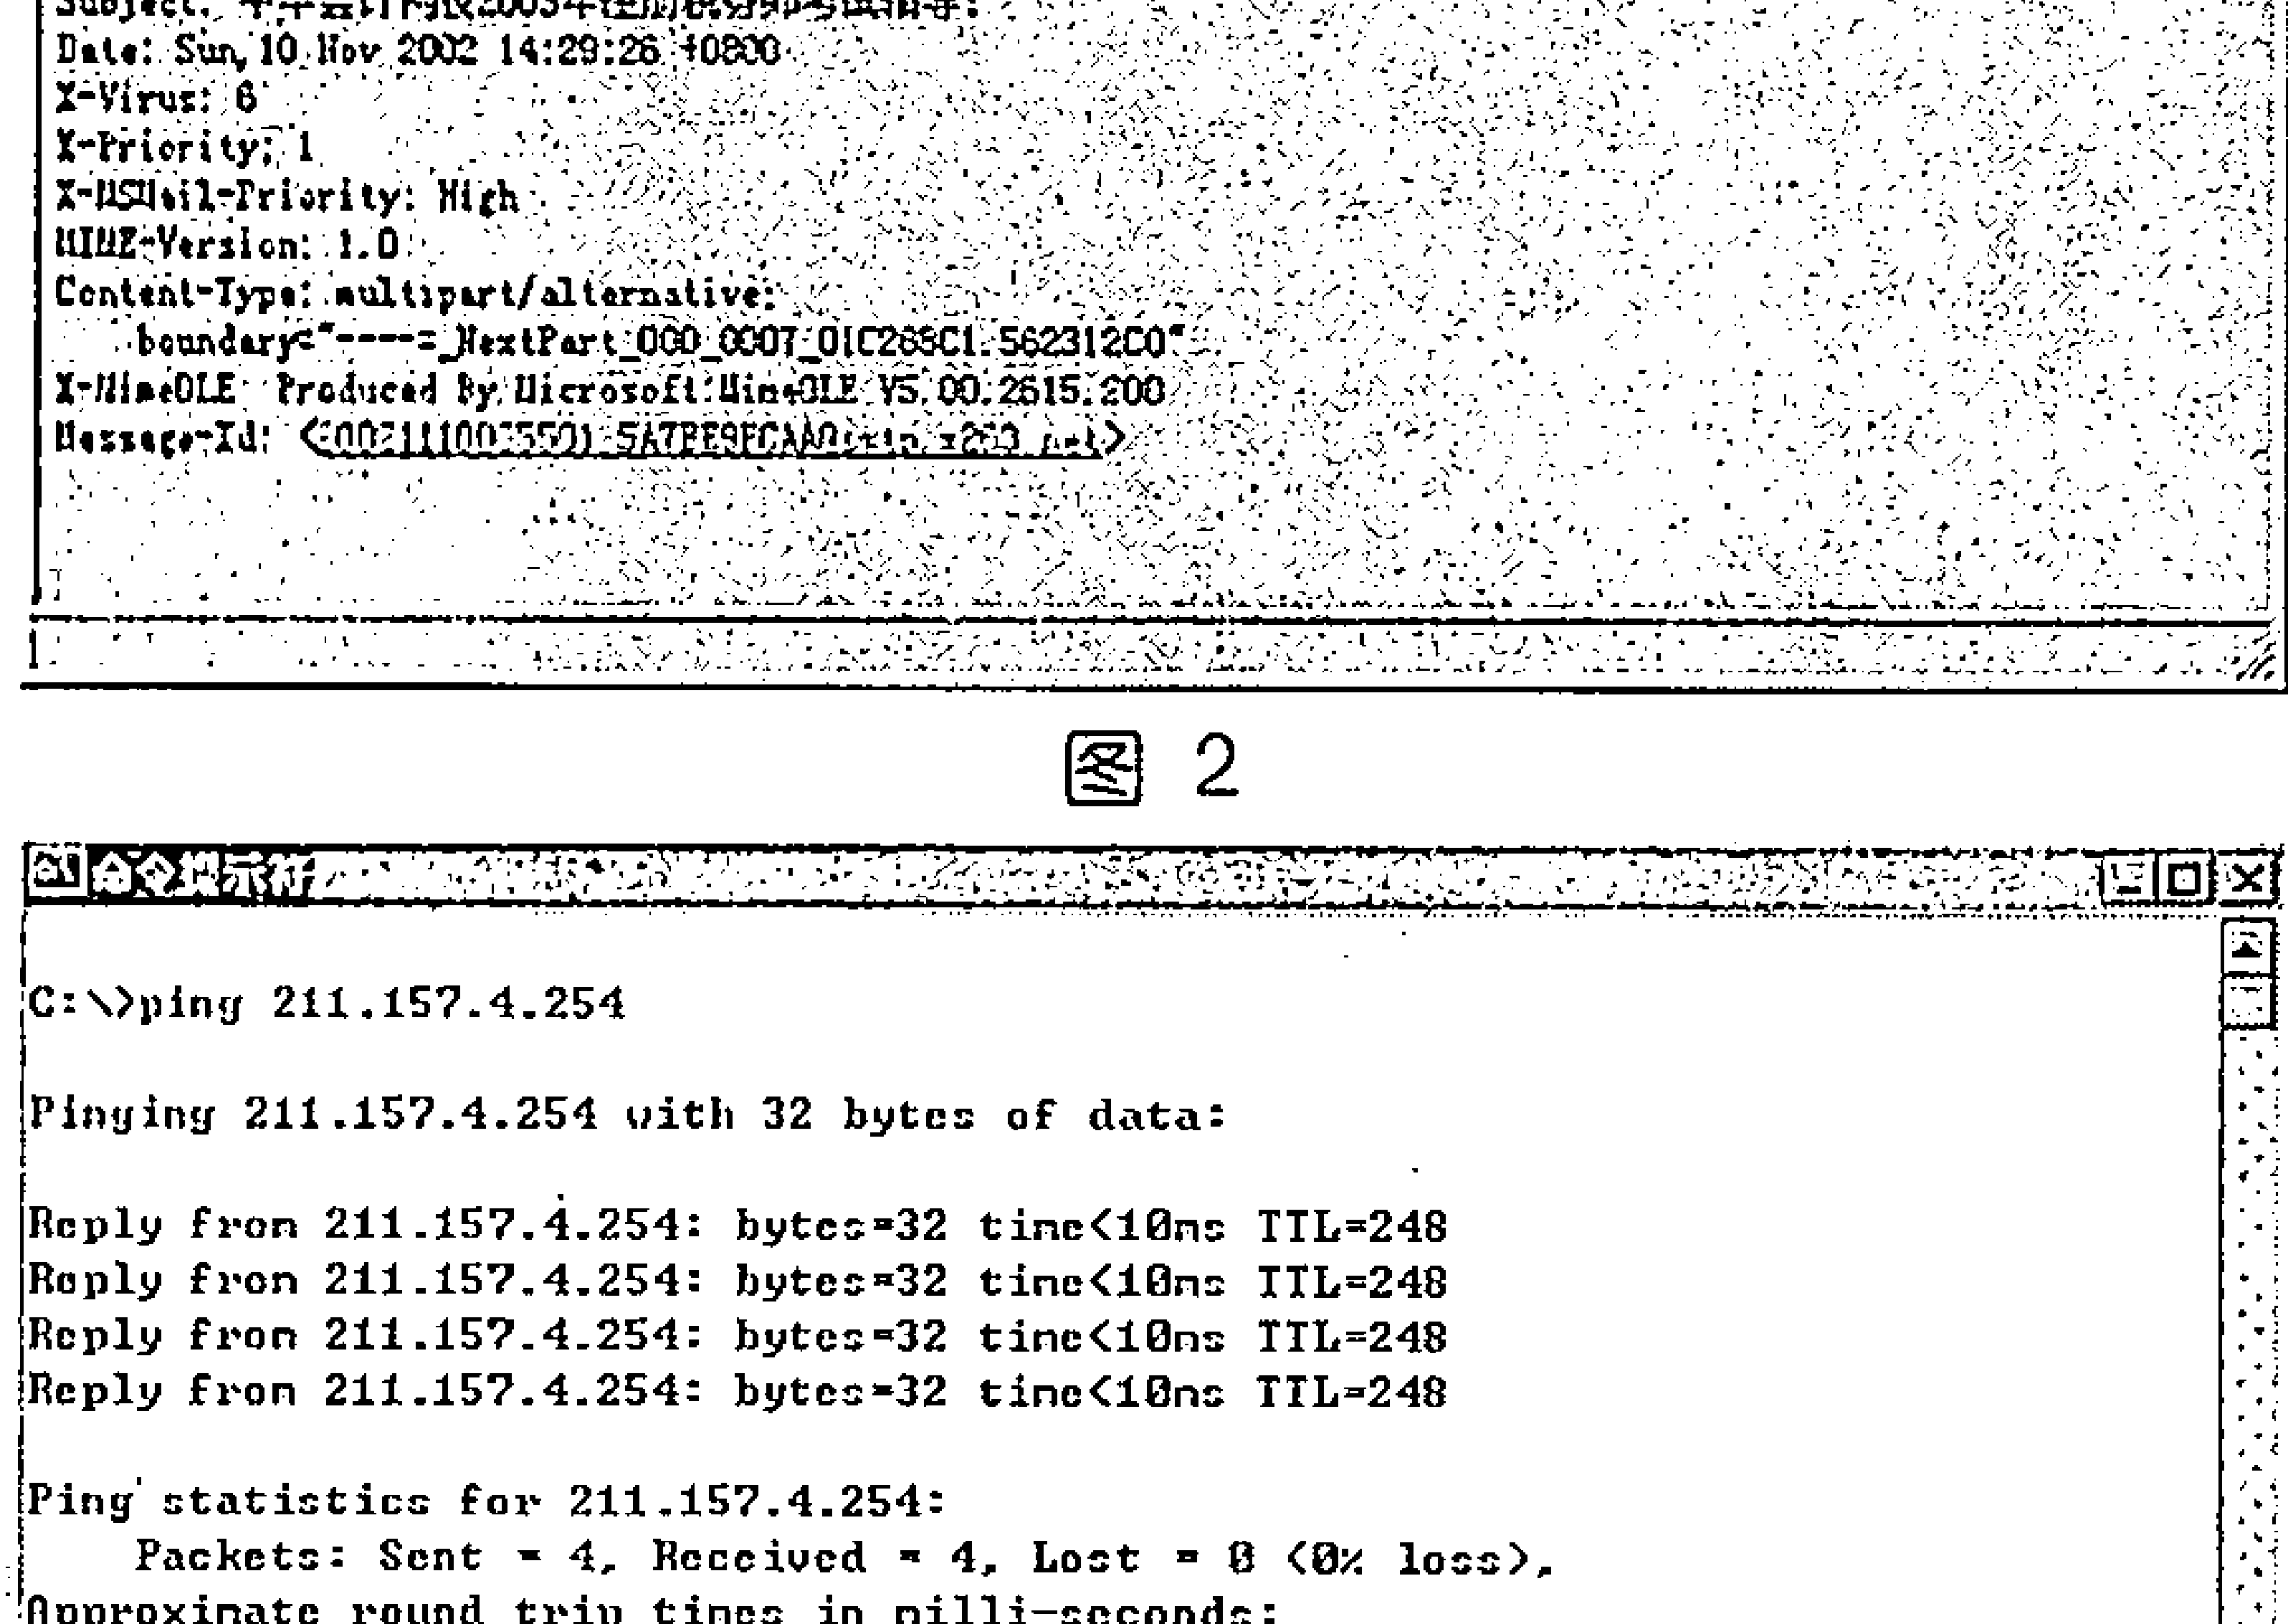 Date: Sun, 10 Nov 2002 14:29:26 +0800
X-Virus: 6
X-Priority: 1
X-MSMail-Priority: High
MIME-Version: 1.0
Content-Type: multipart/alternative;
boundary="----=_NextPart_000_0007_01C288C1.562312C0"
X-MimeOLE Produced By Microsoft MimeOLE V5.00.2615.200
Message-Id:
图 2
命令提示符
C:\>ping 211.157.4.254
Pinging 211.157.4.254 with 32 bytes of data:
Reply from 211.157.4.254: bytes=32 time<10ms TTL=248
Reply from 211.157.4.254: bytes=32 time<10ms TTL=248
Reply from 211.157.4.254: bytes=32 time<10ms TTL=248
Reply from 211.157.4.254: bytes=32 time<10ms TTL=248
Ping statistics for 211.157.4.254:
Packets: Sent = 4, Received = 4, Lost = 0 (0% loss),
Approximate round trip times in milli-seconds: